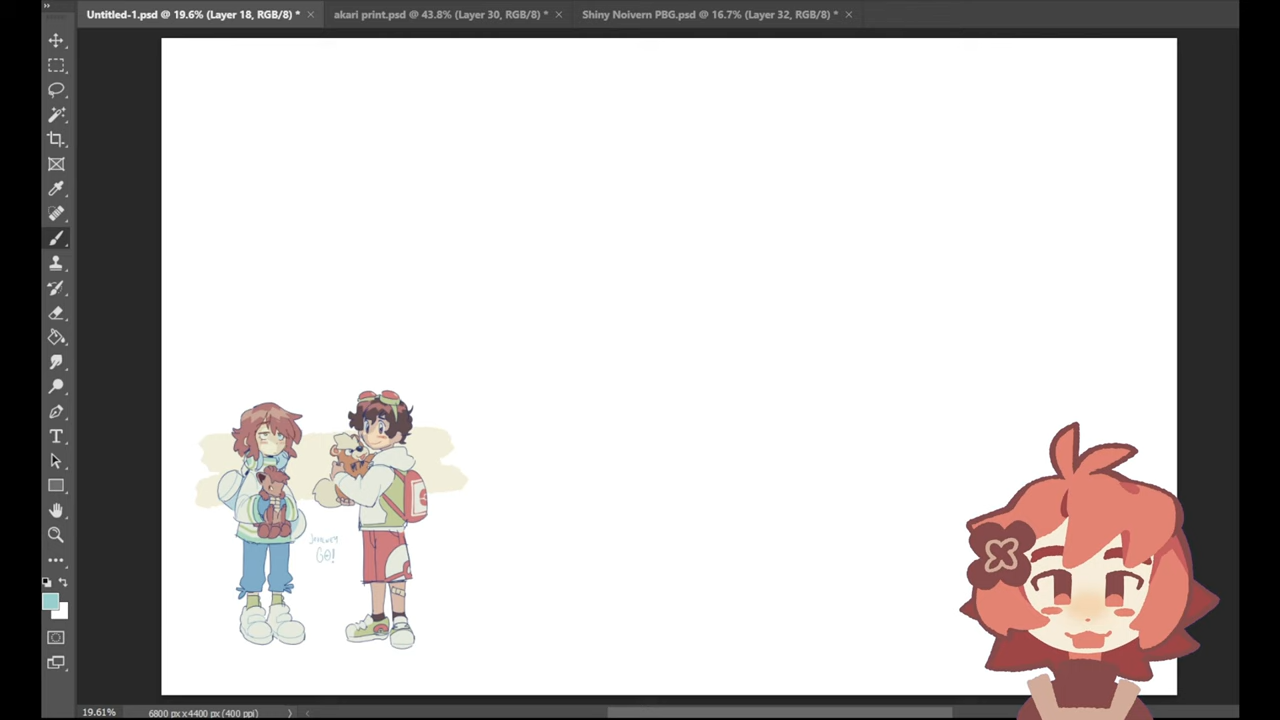 Untitled-1.psd @ 19.6% (Layer 18, RGB/8) * akari print.psd @ 43.8% (Layer 30, RGB/8) * Shiny Noivern PBG.psd @ 16.7% (Layer 32, RGB/8) *
JOURNEY
GO!
19.61% 6800 px x 4400 px (400 ppi)